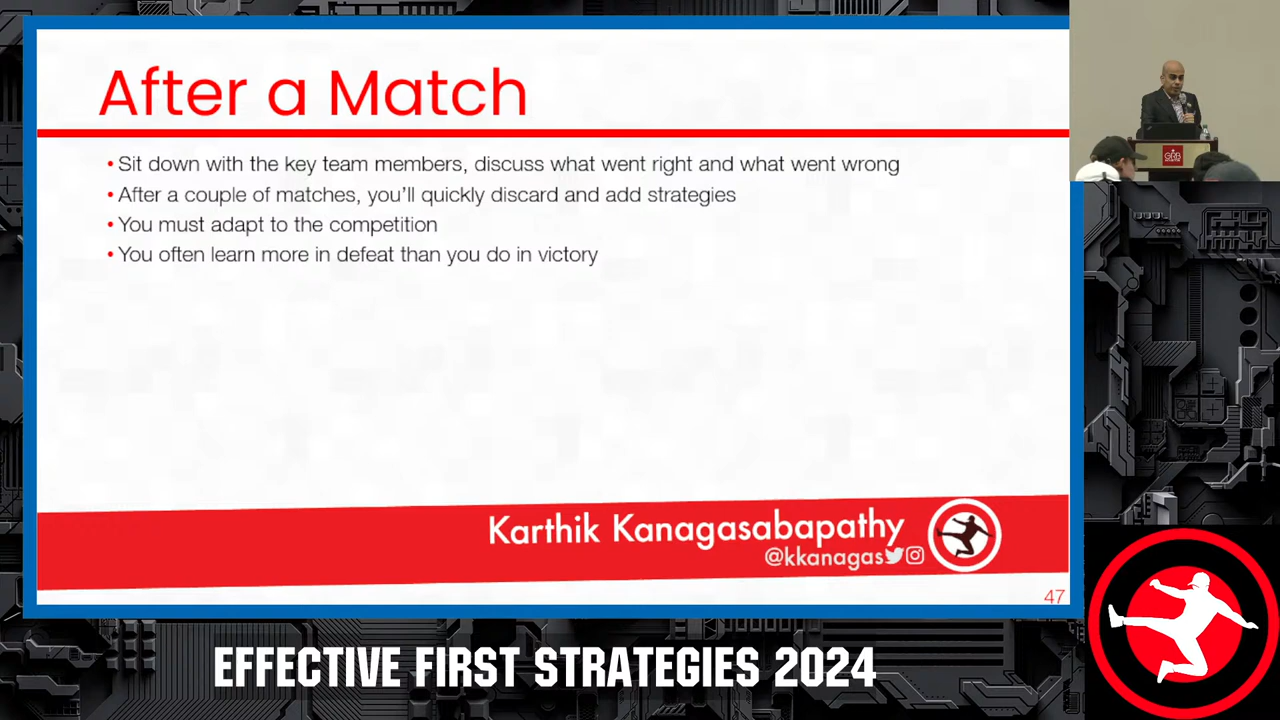 After a Match
• Sit down with the key team members, discuss what went right and what went wrong
• After a couple of matches, you'll quickly discard and add strategies
• You must adapt to the competition
• You often learn more in defeat than you do in victory
Karthik Kanagasabapathy
@kkanagas
47
EFFECTIVE FIRST STRATEGIES 2024